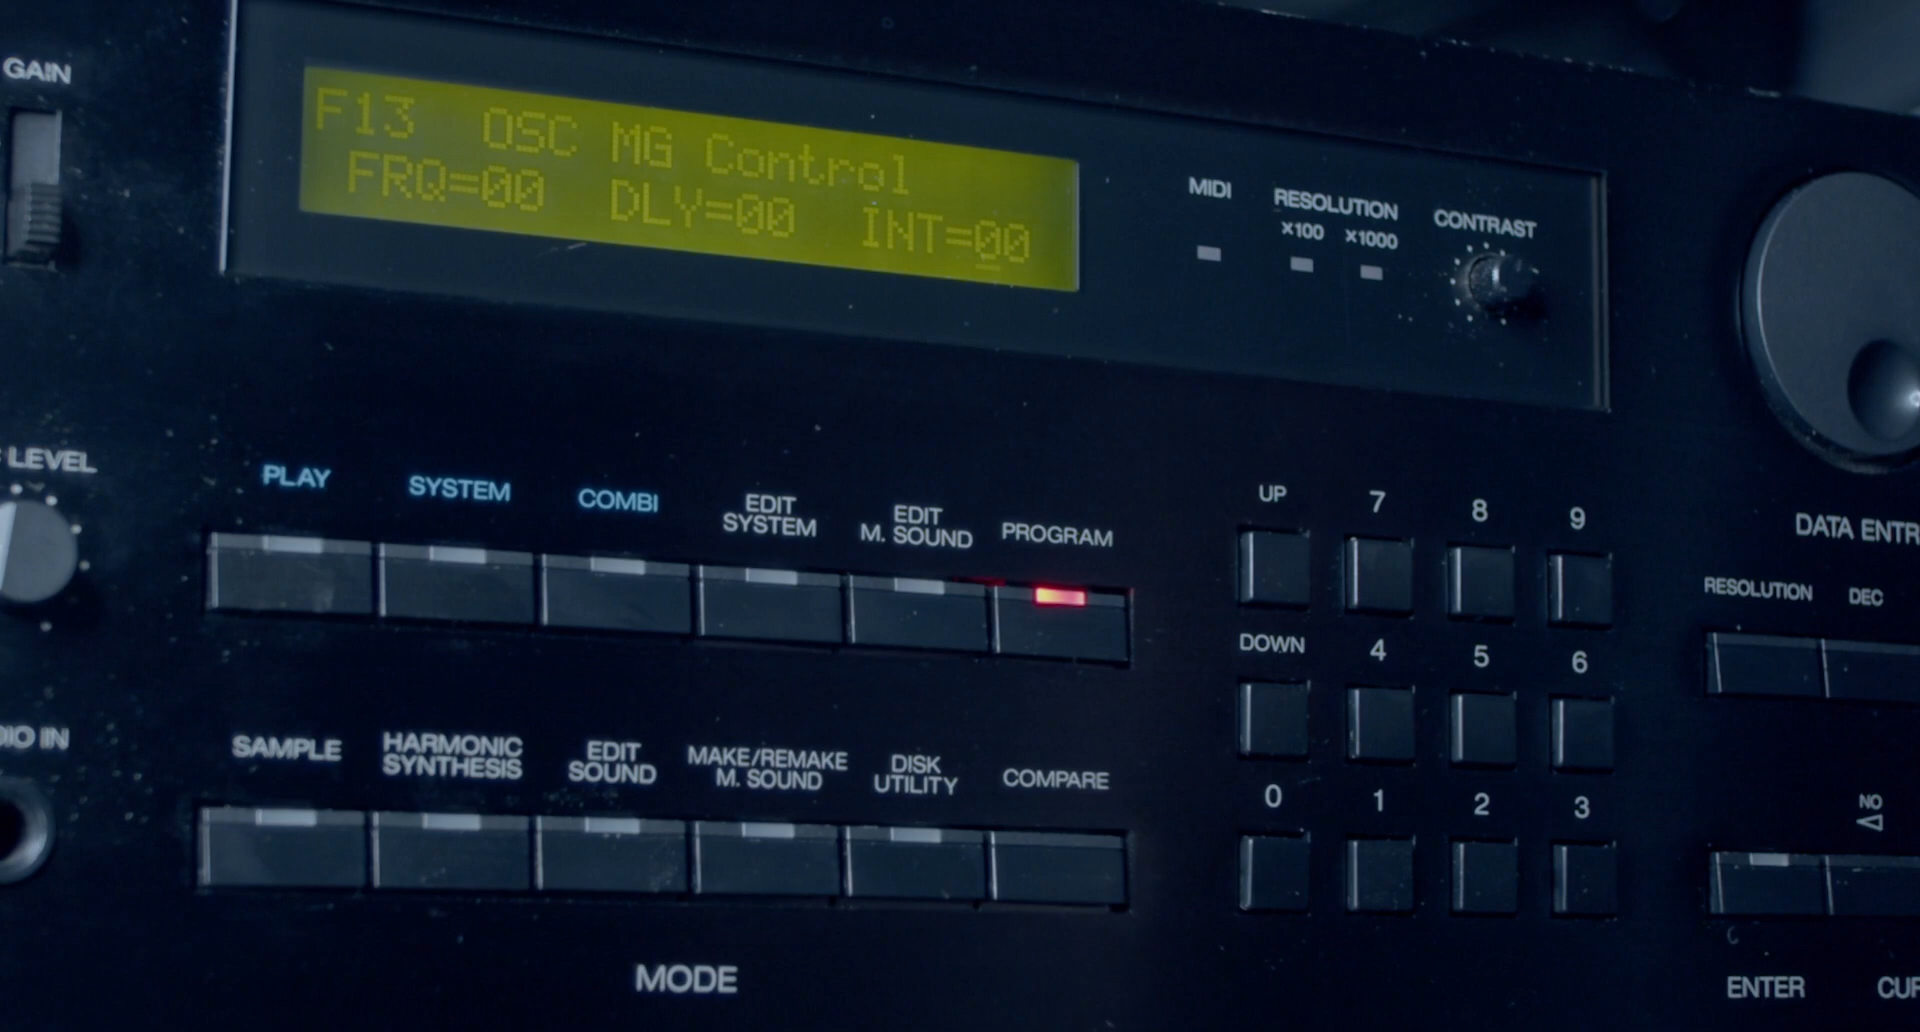 GAIN
F13 OSC MG Control
FRQ=00 DLY=00 INT=00
MIDI
RESOLUTION
×100 ×1000
CONTRAST
LEVEL
PLAY
SYSTEM
COMBI
EDIT
SYSTEM
EDIT
M. SOUND
PROGRAM
UP
7
8
9
DATA ENTR
RESOLUTION
DEC
DOWN
4
5
6
DIO IN
SAMPLE
HARMONIC
SYNTHESIS
EDIT
SOUND
MAKE/REMAKE
M. SOUND
DISK
UTILITY
COMPARE
0
1
2
3
NO
MODE
ENTER
CUR